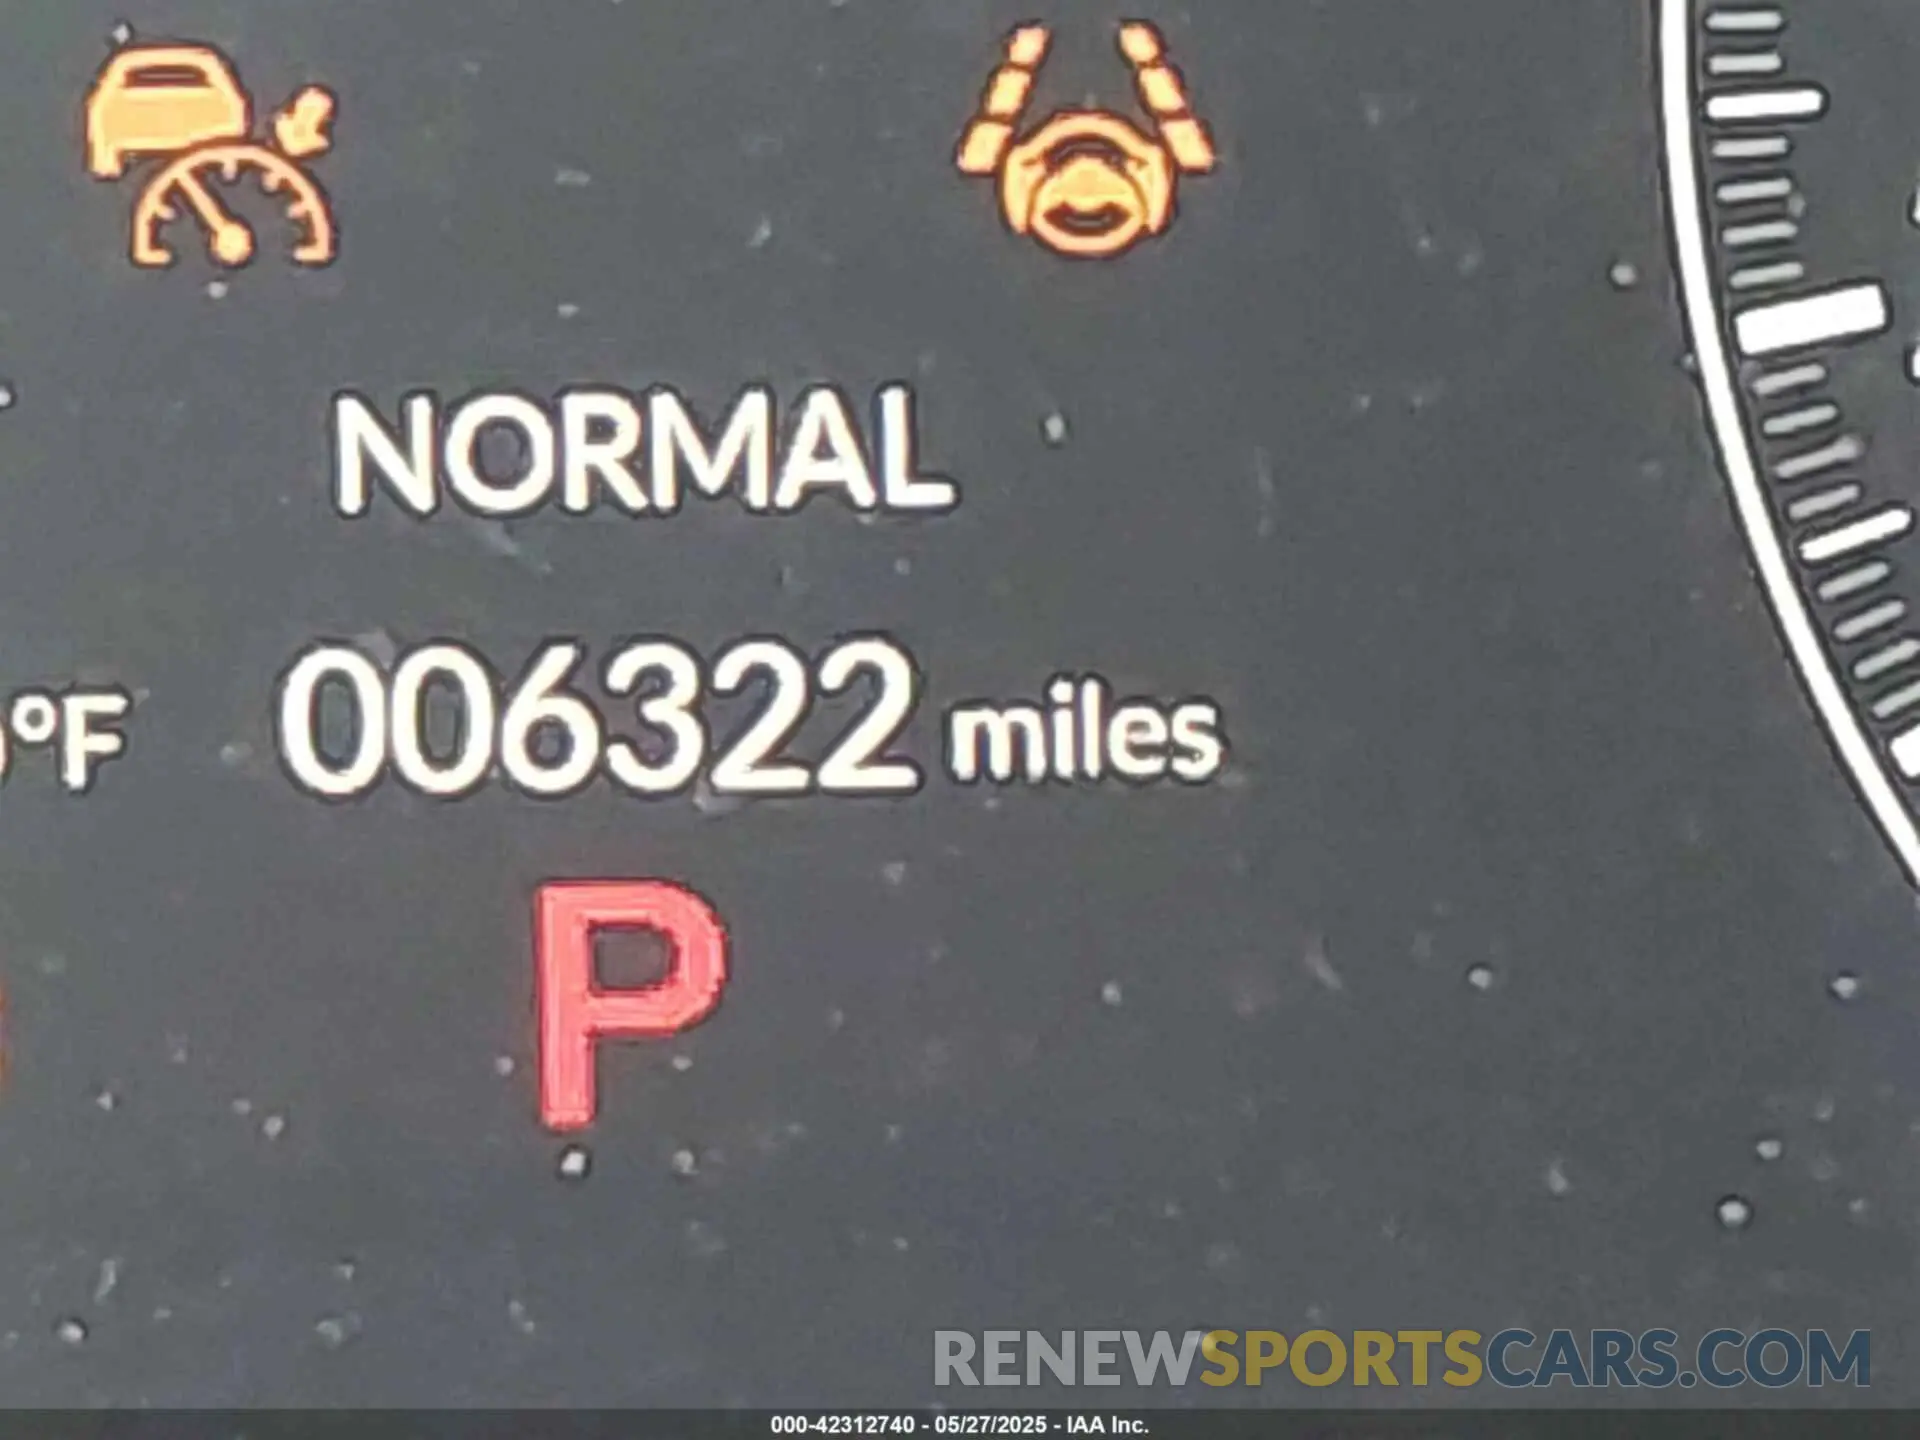 NORMAL
°F 006322 miles
P
RENEWSPORTSCARS.COM
000-42312740 - 05/27/2025 - IAA Inc.